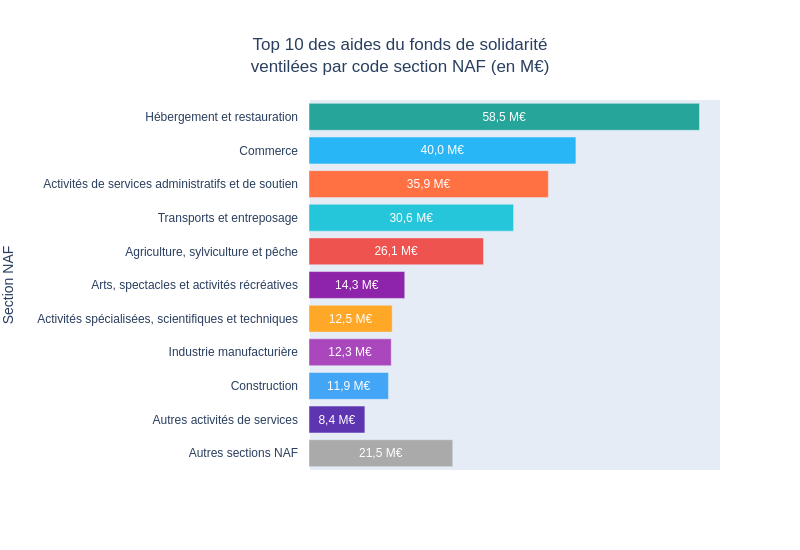 Top 10 des aides du fonds de solidarité
ventilées par code section NAF (en M€)
Section NAF
Hébergement et restauration 58,5 M€
Commerce 40,0 M€
Activités de services administratifs et de soutien 35,9 M€
Transports et entreposage 30,6 M€
Agriculture, sylviculture et pêche 26,1 M€
Arts, spectacles et activités récréatives 14,3 M€
Activités spécialisées, scientifiques et techniques 12,5 M€
Industrie manufacturière 12,3 M€
Construction 11,9 M€
Autres activités de services 8,4 M€
Autres sections NAF 21,5 M€